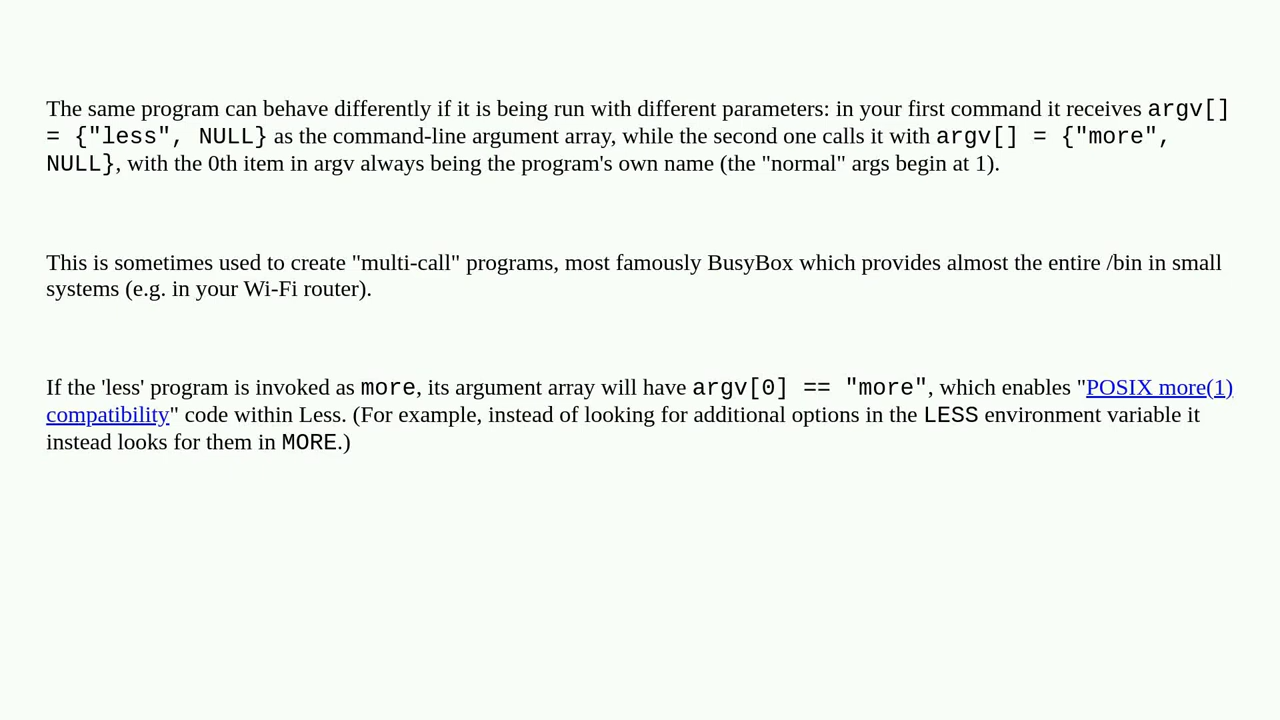 The same program can behave differently if it is being run with different parameters: in your first command it receives argv[]
= {"less", NULL} as the command-line argument array, while the second one calls it with argv[] = {"more",
NULL}, with the 0th item in argv always being the program's own name (the "normal" args begin at 1).
This is sometimes used to create "multi-call" programs, most famously BusyBox which provides almost the entire /bin in small
systems (e.g. in your Wi-Fi router).
If the 'less' program is invoked as more, its argument array will have argv[0] == "more", which enables "POSIX more(1)
compatibility" code within Less. (For example, instead of looking for additional options in the LESS environment variable it
instead looks for them in MORE.)